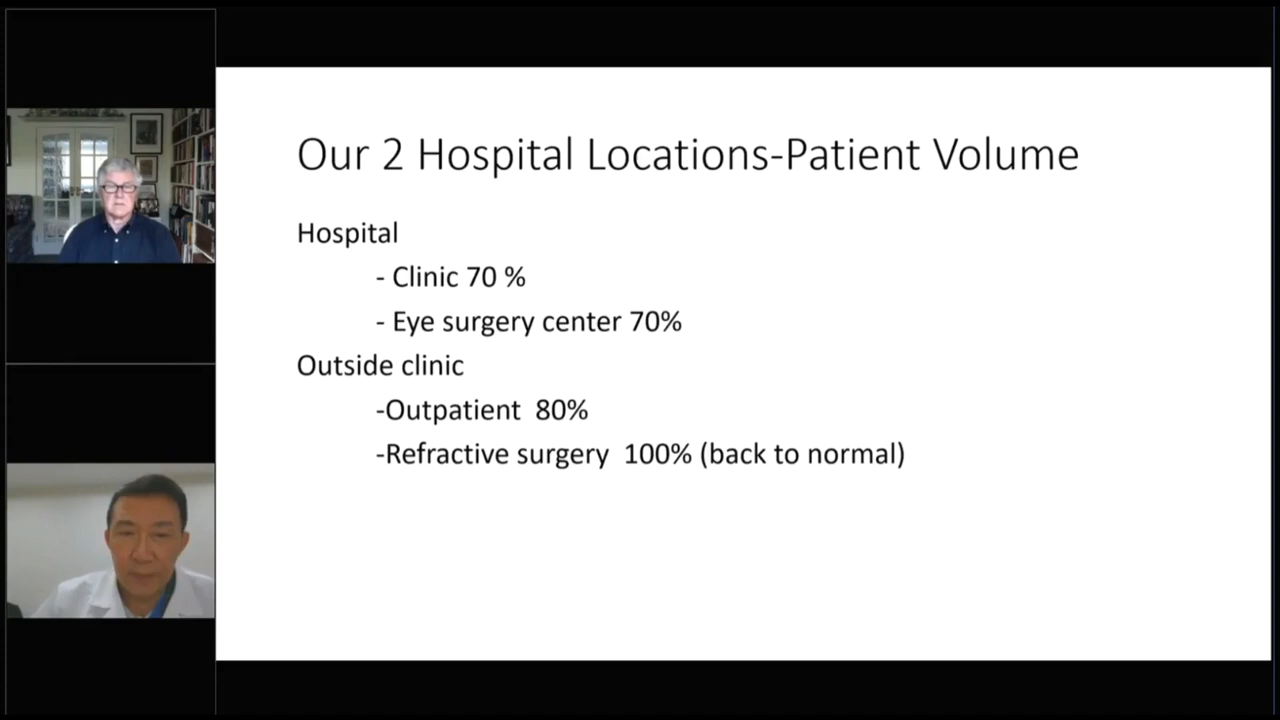 Our 2 Hospital Locations-Patient Volume
Hospital
- Clinic 70 %
- Eye surgery center 70%
Outside clinic
-Outpatient  80%
-Refractive surgery  100% (back to normal)